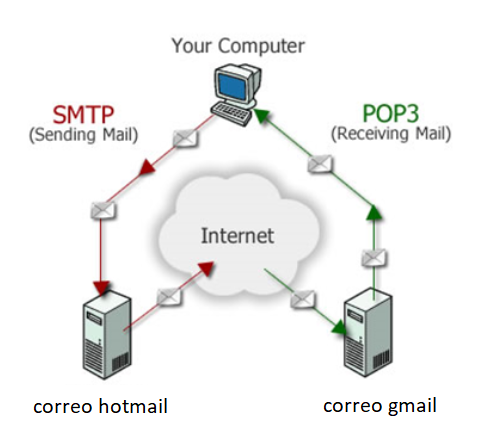 Your Computer
SMTP
(Sending Mail)
POP3
(Receiving Mail)
Internet
correo hotmail
correo gmail